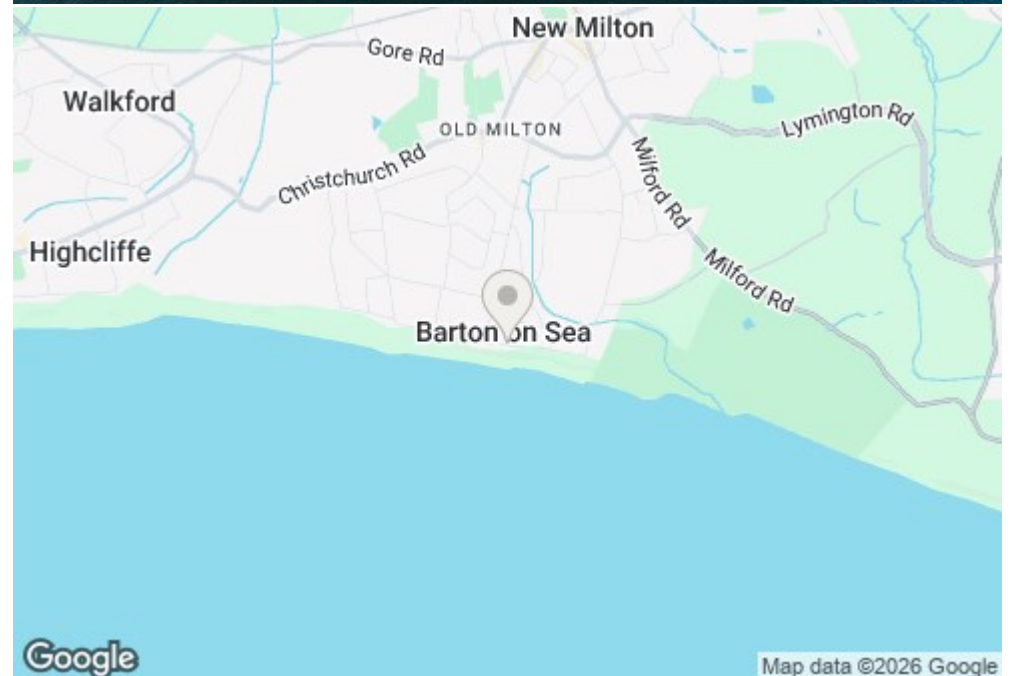 New Milton
Gore Rd
Walkford
OLD MILTON
Lymington Rd
Christchurch Rd
Milford Rd
Highcliffe
Milford Rd
Barton on Sea
Google
Map data ©2026 Google